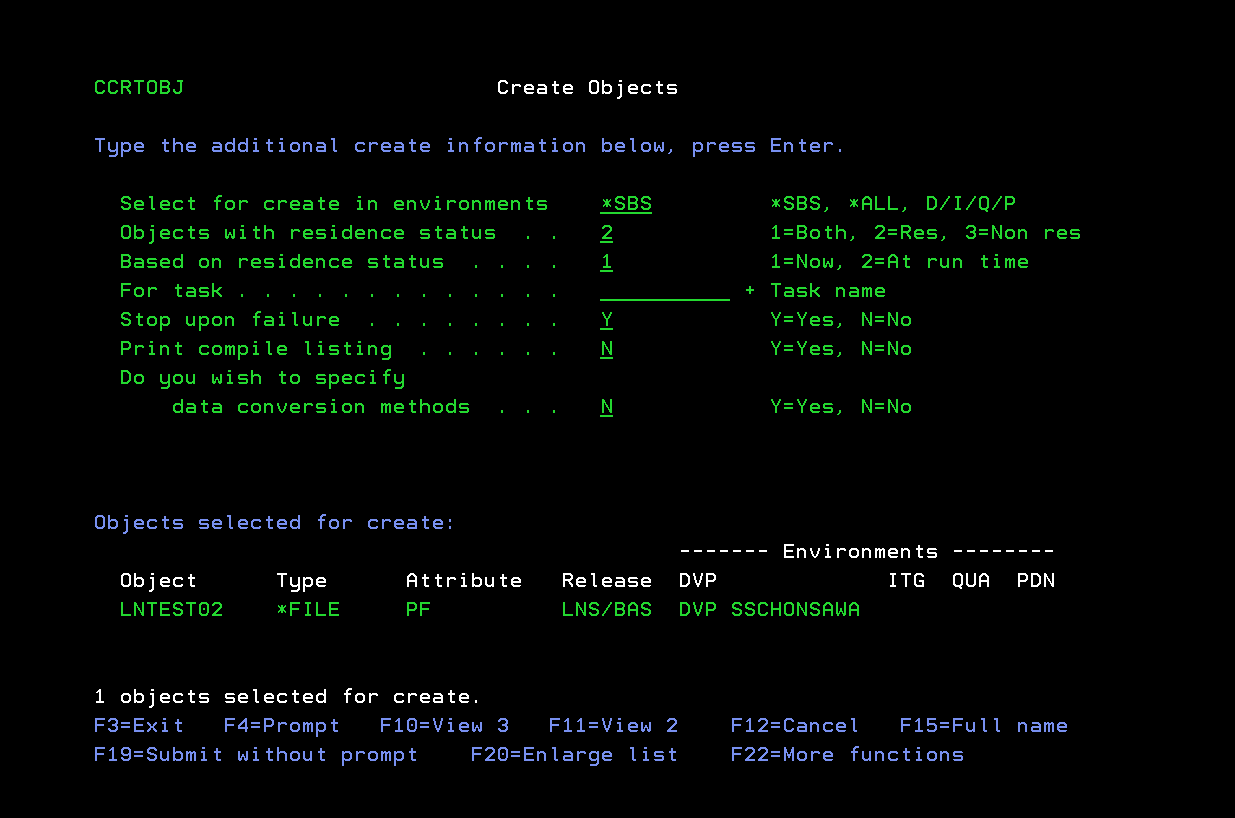 CCRTOBJ Create Objects
Type the additional create information below, press Enter.
Select for create in environments *SBS *SBS, *ALL, D/I/Q/P
Objects with residence status . . 2 1=Both, 2=Res, 3=Non res
Based on residence status . . . . 1 1=Now, 2=At run time
For task . . . . . . . . . . . . . + Task name
Stop upon failure . . . . . . . . Y Y=Yes, N=No
Print compile listing . . . . . . N Y=Yes, N=No
Do you wish to specify
data conversion methods . . . N Y=Yes, N=No
Objects selected for create:
------- Environments --------
Object Type Attribute Release DVP ITG QUA PDN
LNTEST02 *FILE PF LNS/BAS DVP SSCHONSAWA
1 objects selected for create.
F3=Exit F4=Prompt F10=View 3 F11=View 2 F12=Cancel F15=Full name
F19=Submit without prompt F20=Enlarge list F22=More functions